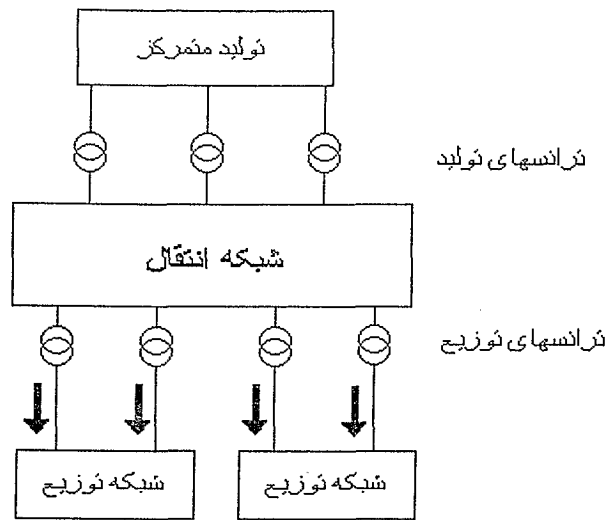 تولید متمرکز
ترانسهای تولید
شبکه انتقال
ترانسهای توزیع
شبکه توزیع
شبکه توزیع